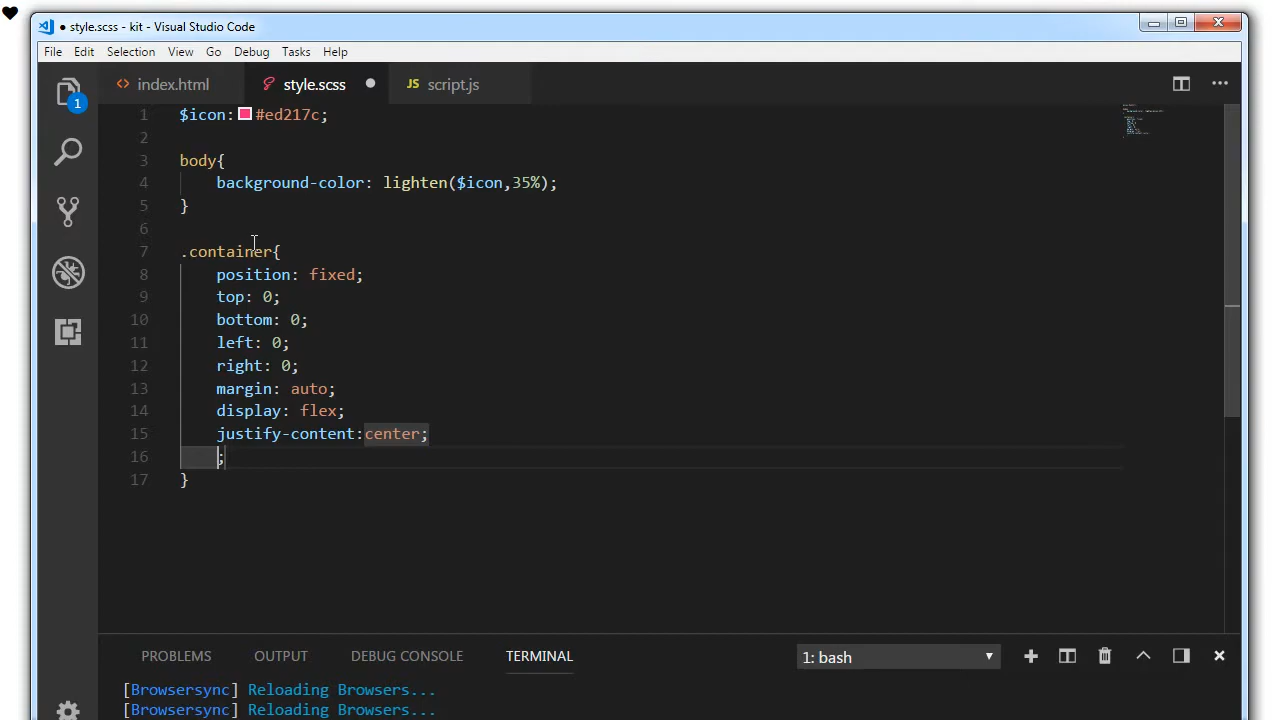 ● style.scss - kit - Visual Studio Code
File Edit Selection View Go Debug Tasks Help
1
<> index.html style.scss ● JS script.js ...
1 $icon: #ed217c;
2
3 body{
4 background-color: lighten($icon,35%);
5 }
6
7 .container{
8 position: fixed;
9 top: 0;
10 bottom: 0;
11 left: 0;
12 right: 0;
13 margin: auto;
14 display: flex;
15 justify-content:center;
16 ;
17 }
PROBLEMS OUTPUT DEBUG CONSOLE TERMINAL 1: bash
[Browsersync] Reloading Browsers...
[Browsersync] Reloading Browsers...